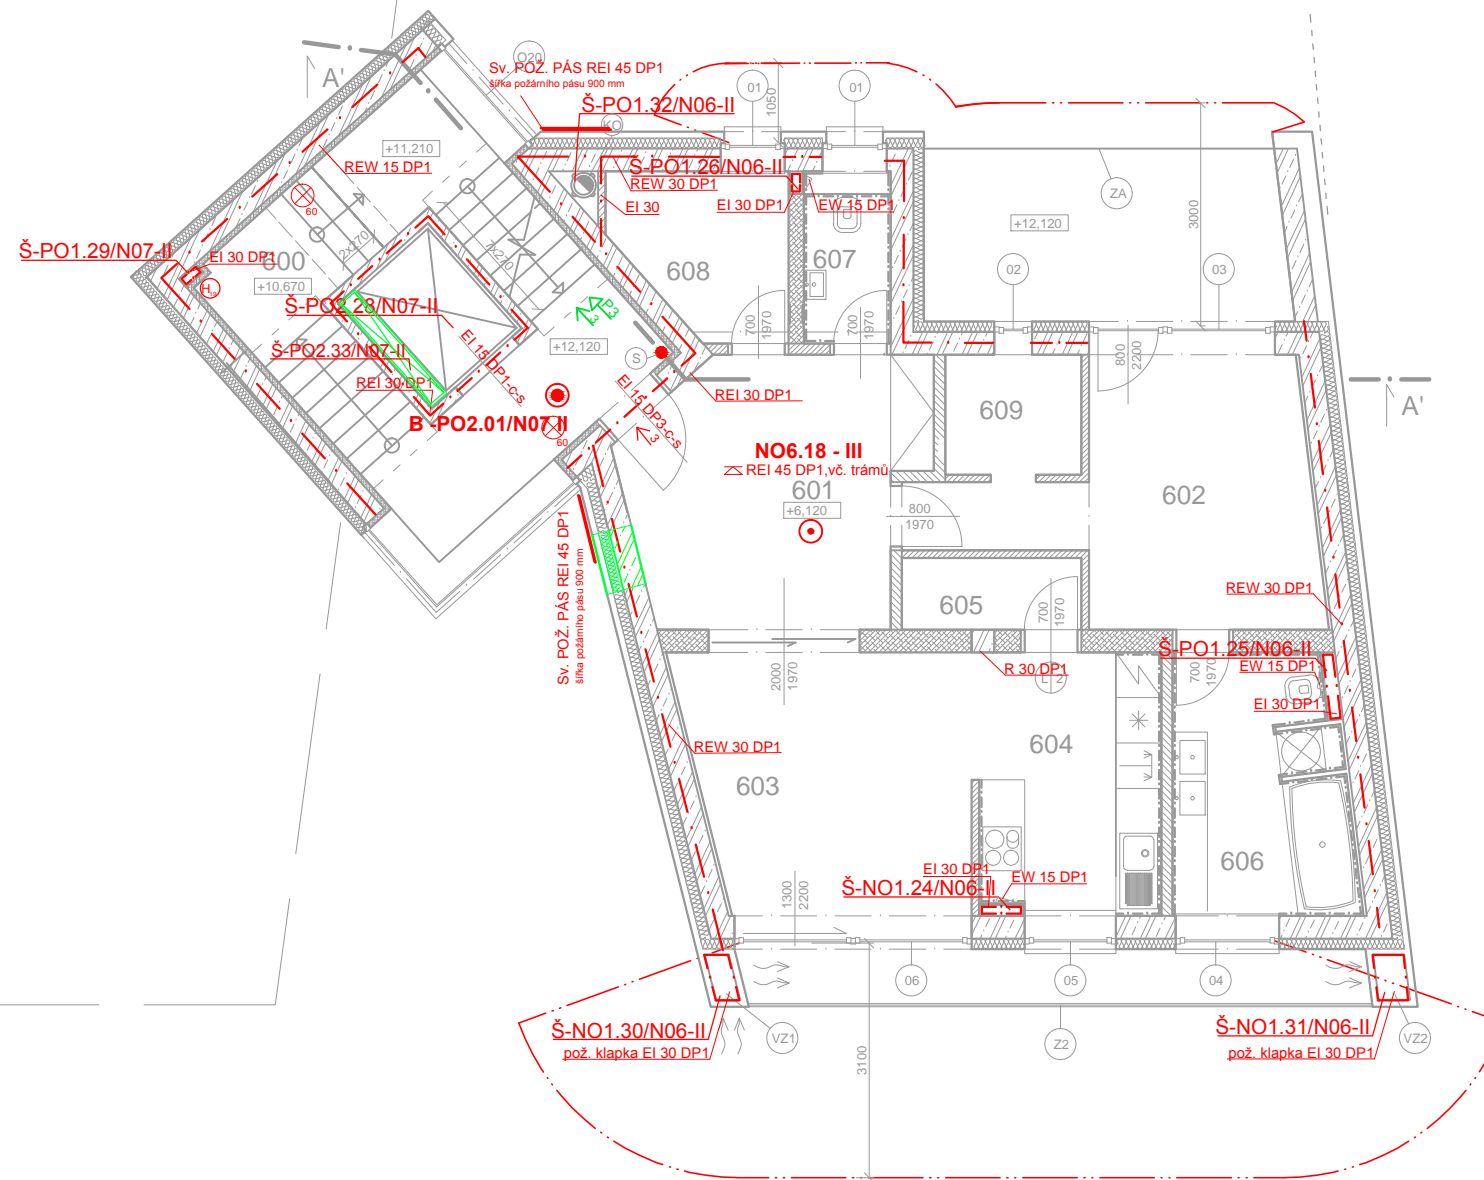 A'
O20
Sv. POŽ. PÁS REI 45 DP1
šířka požárního pásu 900 mm
01
01
1050
Š-PO1.32/N06-II
KO
+11,210
REW 15 DP1
Š-PO1.26/N06-II
REW 30 DP1
EI 30
EI 30 DP1
EW 15 DP1
ZA
3000
+12,120
60
2x270
7x270
Š-PO1.29/N07-II
EI 30 DP1
600
+10,670
608
607
02
03
Š-PO2.28/N07-II
P3
3
700
1970
700
1970
+12,120
S
EI 15 DP1-c-s
Š-PO2.33/N07-II
REI 30 DP1
800
2200
REI 30 DP1
EI 15 DP3-c-s
3
609
A'
B -PO2.01/N07 II
60
NO6.18 - III
REI 45 DP1,vč. trámů
601
+6,120
602
800
1970
Sv. POŽ. PÁS REI 45 DP1
šířka požárního pásu 900 mm
605
700
1970
REW 30 DP1
2000
1970
R 30 DP1
Š-PO1.25/N06-II
EW 15 DP1
700
1970
EI 30 DP1
REW 30 DP1
603
604
606
EI 30 DP1
EW 15 DP1
Š-NO1.24/N06-II
1300
2200
06
05
04
Š-NO1.30/N06-II
pož. klapka EI 30 DP1
VZ1
3100
Z2
Š-NO1.31/N06-II
pož. klapka EI 30 DP1
VZ2